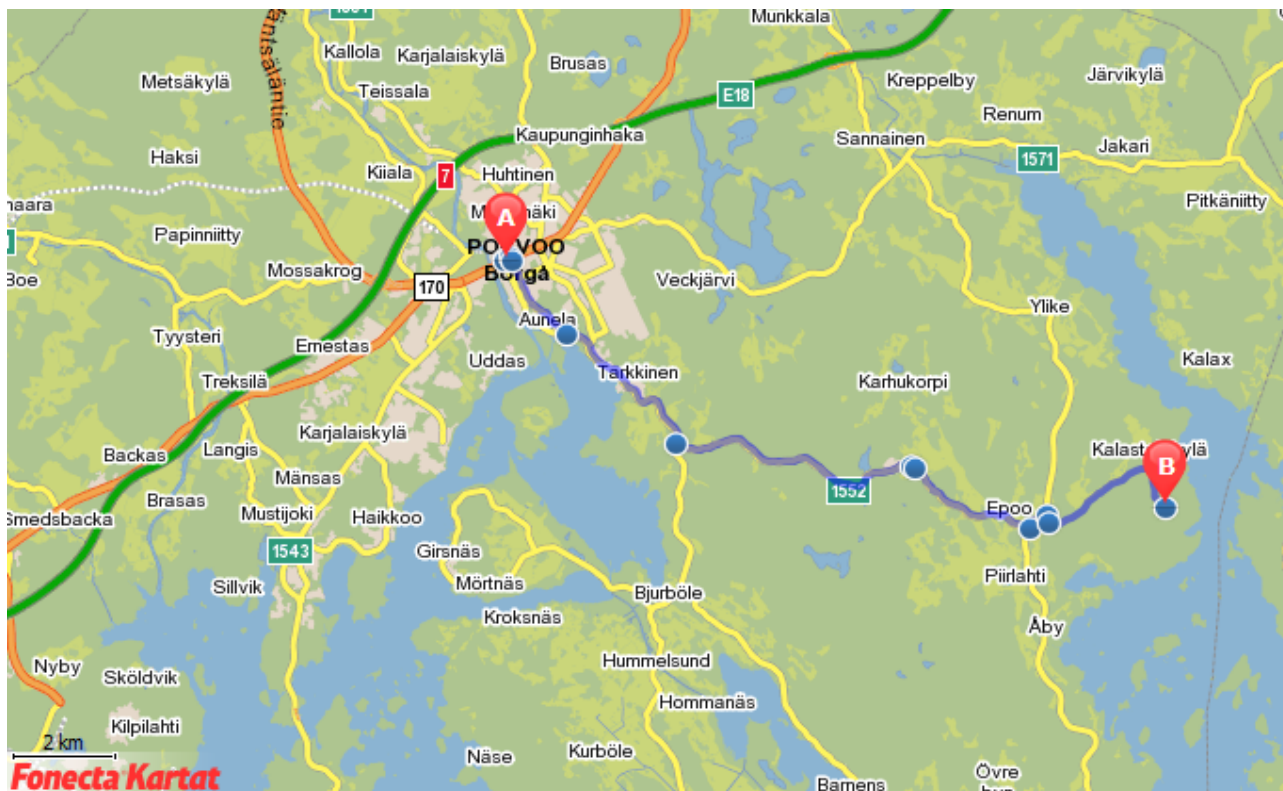 Munkkala
Kallola
Karjalaiskylä
Brusas
Järvikylä
Metsäkylä
Kreppelby
Teissala
E18
Renum
Kaupunginhaka
Sannainen
Jakari
Haksi
1571
Kiiala
7
Huhtinen
Pitkäniitty
A
Papinniitty
Borgå
Mossakrog
Boe
170
Veckjärvi
Ylike
Tyysteri
Aunela
Ernestas
Uddas
Kalax
Treksilä
Tarkkinen
Karhukorpi
Karjalaiskylä
Langis
Backas
B
Mänsas
1552
Brasas
Mustijoki
Haikkoo
Epoo
Smedsbacka
1543
Girsnäs
Mörtnäs
Piirlahti
Sillvik
Bjurböle
Kroksnäs
Åby
Nyby
Sköldvik
Hummelsund
Hommanäs
Kilpilahti
2 km
Näse
Kurböle
Övre
Fonecta Kartat
Barnens